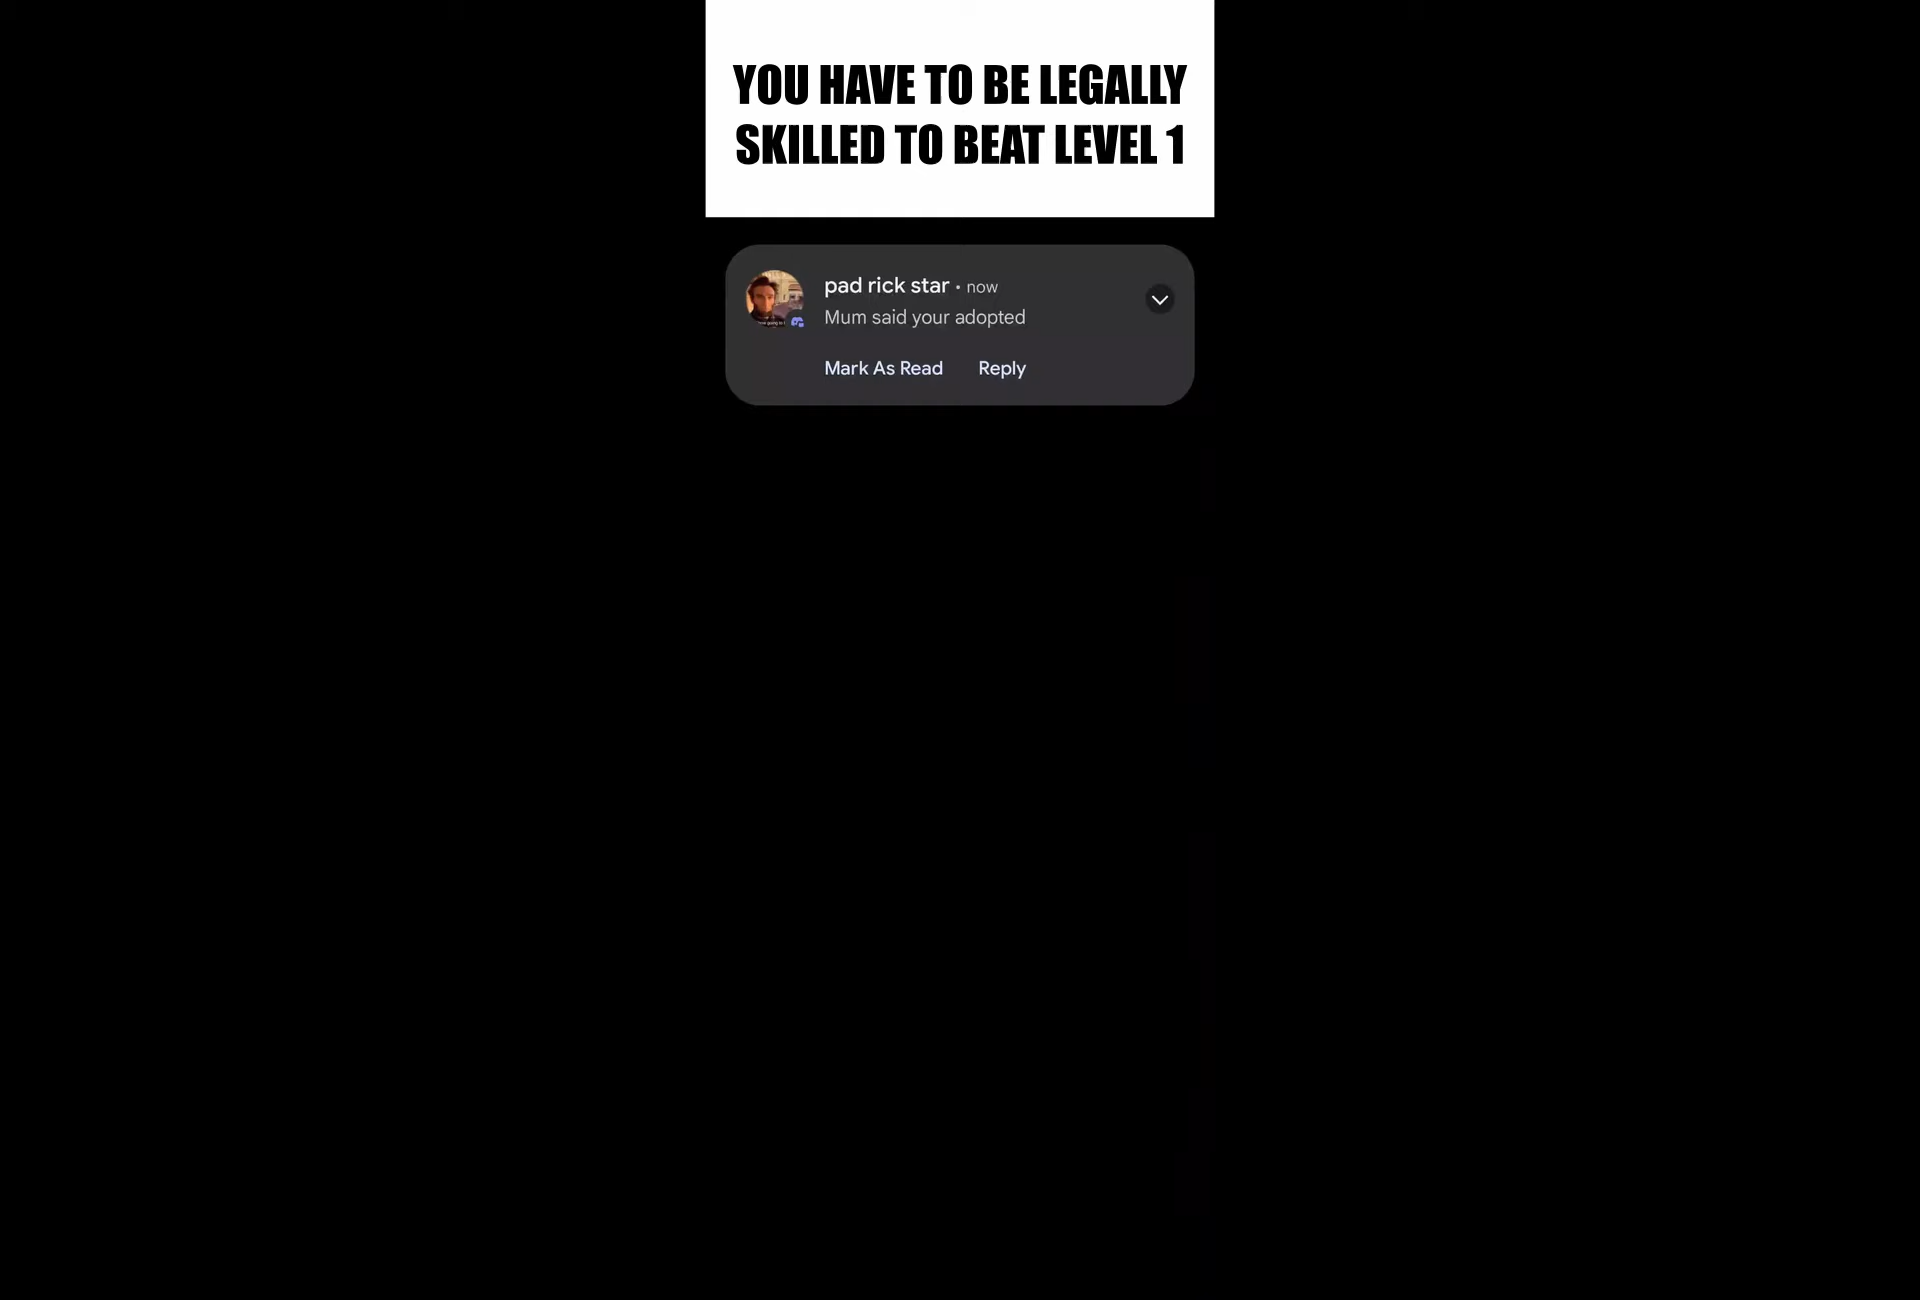 YOU HAVE TO BE LEGALLY
SKILLED TO BEAT LEVEL 1
pad rick star • now
Mum said your adopted
Mark As Read Reply